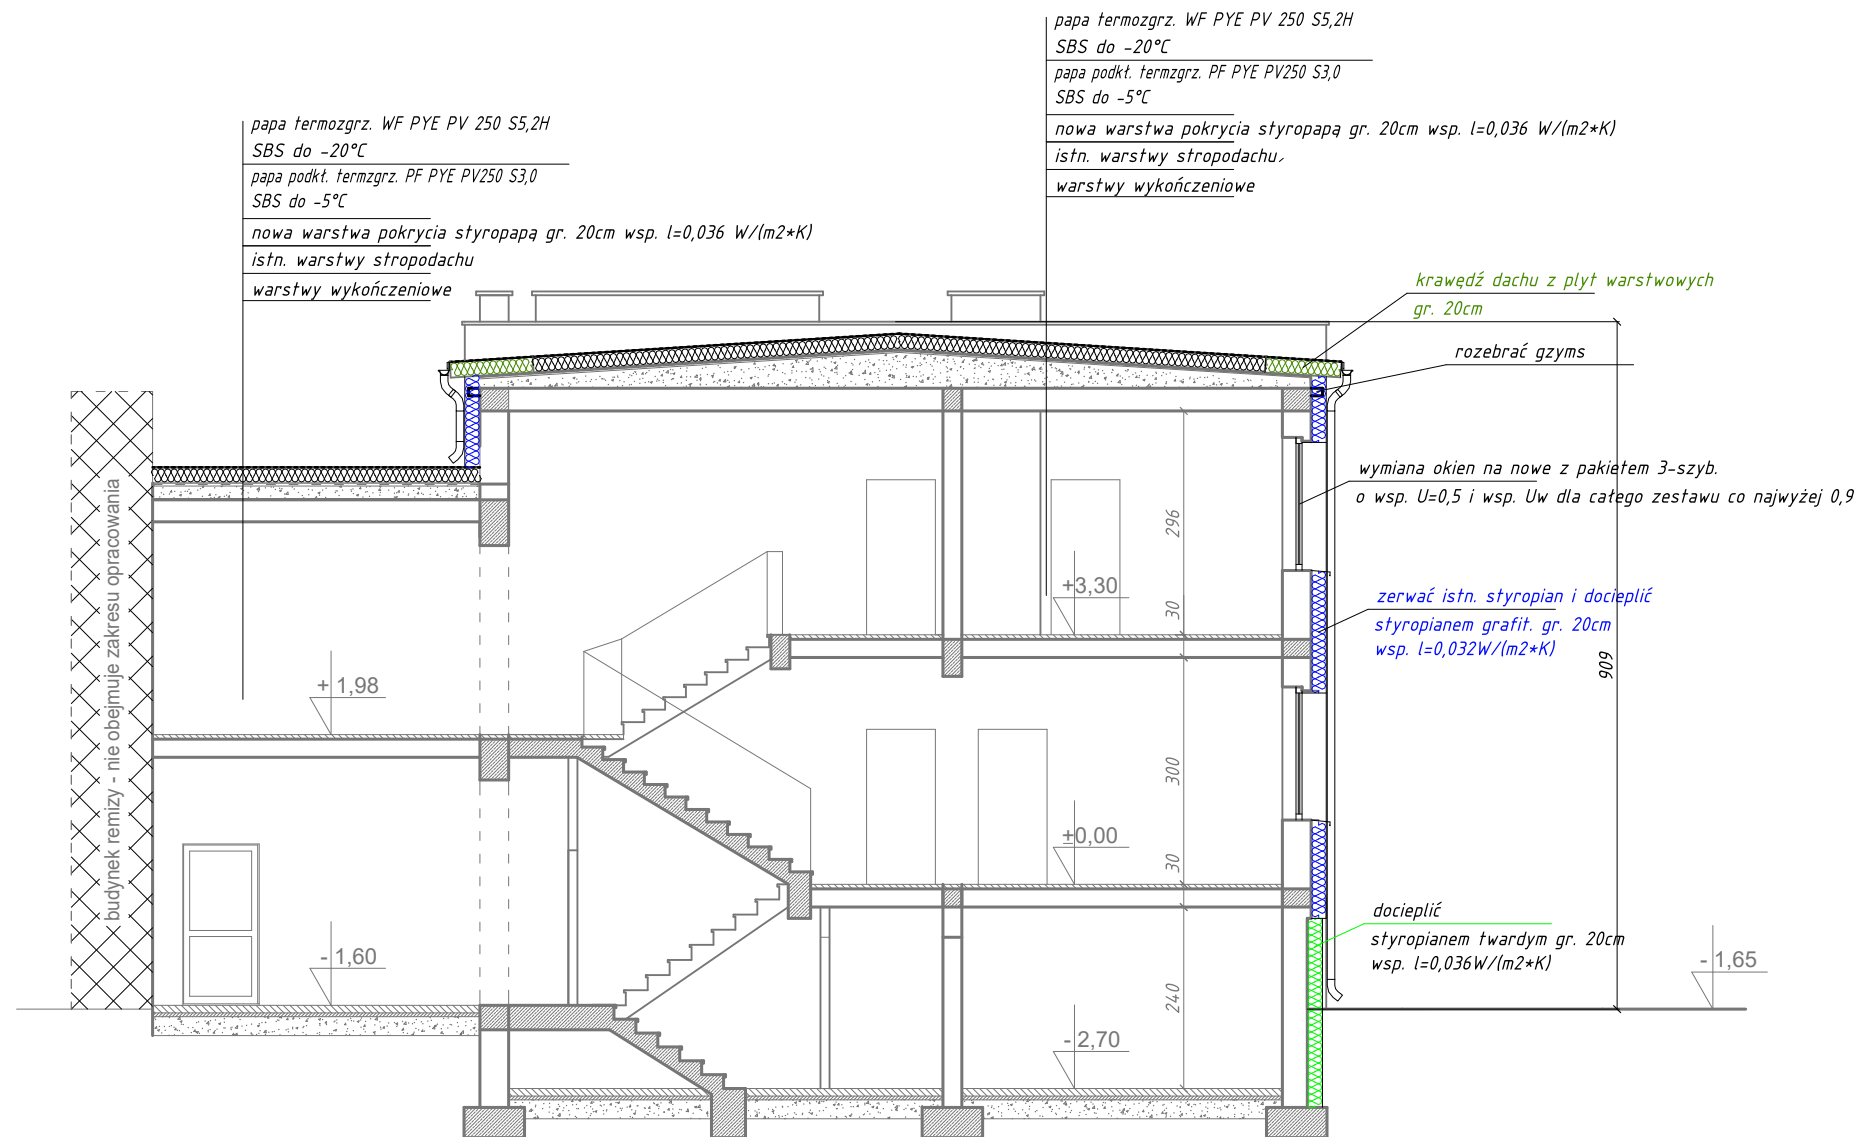 papa termozgrz. WF PYE PV 250 S5,2H
SBS do -20°C
papa podkł. termzgrz. PF PYE PV250 S3,0
SBS do -5°C
nowa warstwa pokrycia styropapą gr. 20cm wsp. l=0,036 W/(m2*K)
istn. warstwy stropodachu
warstwy wykończeniowe
papa termozgrz. WF PYE PV 250 S5,2H
SBS do -20°C
papa podkł. termzgrz. PF PYE PV250 S3,0
SBS do -5°C
nowa warstwa pokrycia styropapą gr. 20cm wsp. l=0,036 W/(m2*K)
istn. warstwy stropodachu
warstwy wykończeniowe
krawędź dachu z plyt warstwowych
gr. 20cm
rozebrać gzyms
wymiana okien na nowe z pakietem 3-szyb.
o wsp. U=0,5 i wsp. Uw dla całego zestawu co najwyżej 0,9
zerwać istn. styropian i docieplić
styropianem grafit. gr. 20cm
wsp. l=0,032W/(m2*K)
909
docieplić
styropianem twardym gr. 20cm
wsp. l=0,036W/(m2*K)
budynek remizy - nie obejmuje zakresu opracowania
296
+3,30
30
+ 1,98
300
±0,00
30
- 1,60
240
- 2,70
- 1,65